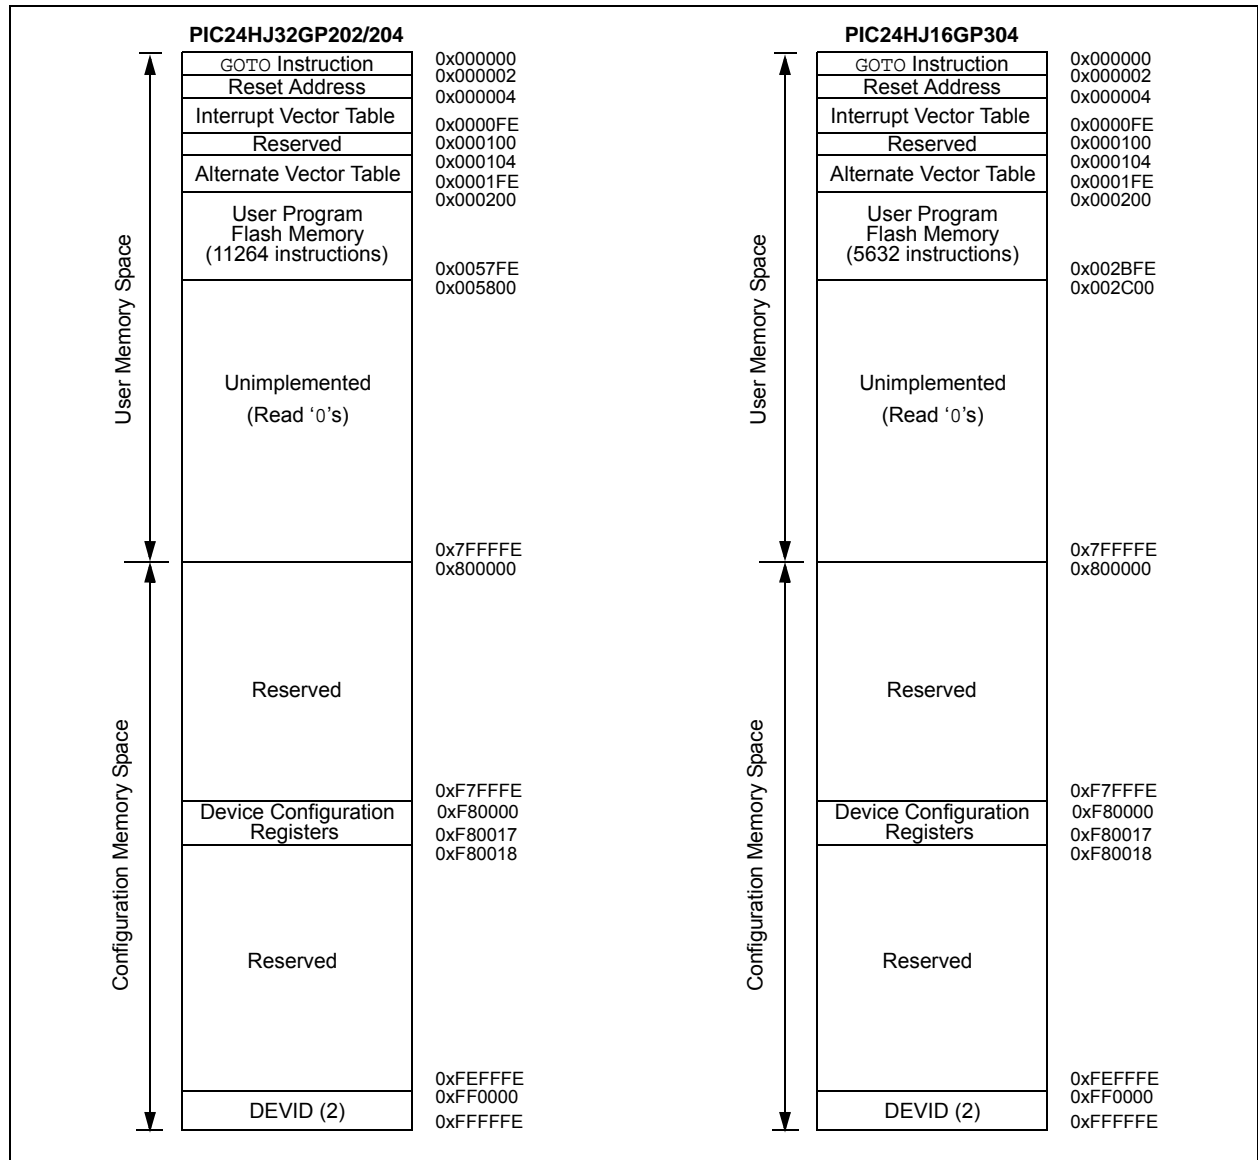 PIC24HJ32GP202/204
GOTO Instruction
Reset Address
Interrupt Vector Table
Reserved
Alternate Vector Table
User Program
Flash Memory
(11264 instructions)
Unimplemented
(Read ‘0’s)
Reserved
Device Configuration
Registers
Reserved
DEVID (2)
0x000000
0x000002
0x000004
0x0000FE
0x000100
0x000104
0x0001FE
0x000200
0x0057FE
0x005800
0x7FFFFE
0x800000
0xF7FFFE
0xF80000
0xF80017
0xF80018
0xFEFFFE
0xFF0000
0xFFFFFE
User Memory Space
Configuration Memory Space
PIC24HJ16GP304
GOTO Instruction
Reset Address
Interrupt Vector Table
Reserved
Alternate Vector Table
User Program
Flash Memory
(5632 instructions)
Unimplemented
(Read ‘0’s)
Reserved
Device Configuration
Registers
Reserved
DEVID (2)
0x000000
0x000002
0x000004
0x0000FE
0x000100
0x000104
0x0001FE
0x000200
0x002BFE
0x002C00
0x7FFFFE
0x800000
0xF7FFFE
0xF80000
0xF80017
0xF80018
0xFEFFFE
0xFF0000
0xFFFFFE
User Memory Space
Configuration Memory Space